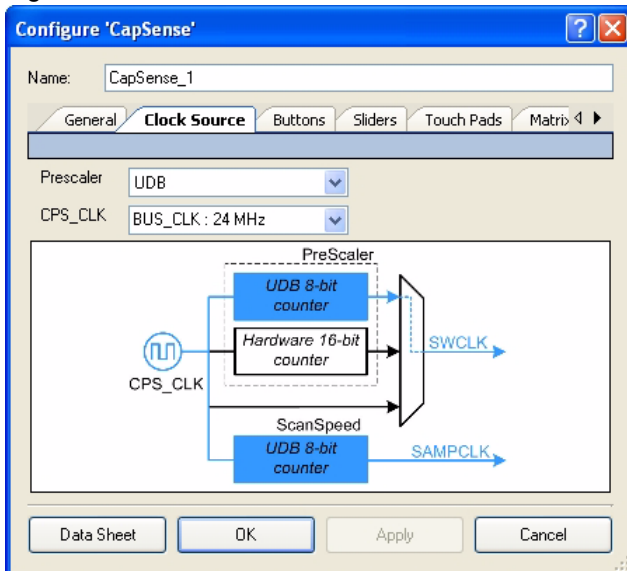 Configure 'CapSense'
Name: CapSense_1
General Clock Source Buttons Sliders Touch Pads Matrix
Prescaler UDB
CPS_CLK BUS_CLK : 24 MHz
PreScaler
UDB 8-bit
counter
Hardware 16-bit
counter
SWCLK
CPS_CLK
ScanSpeed
UDB 8-bit
counter
SAMPCLK
Data Sheet OK Apply Cancel